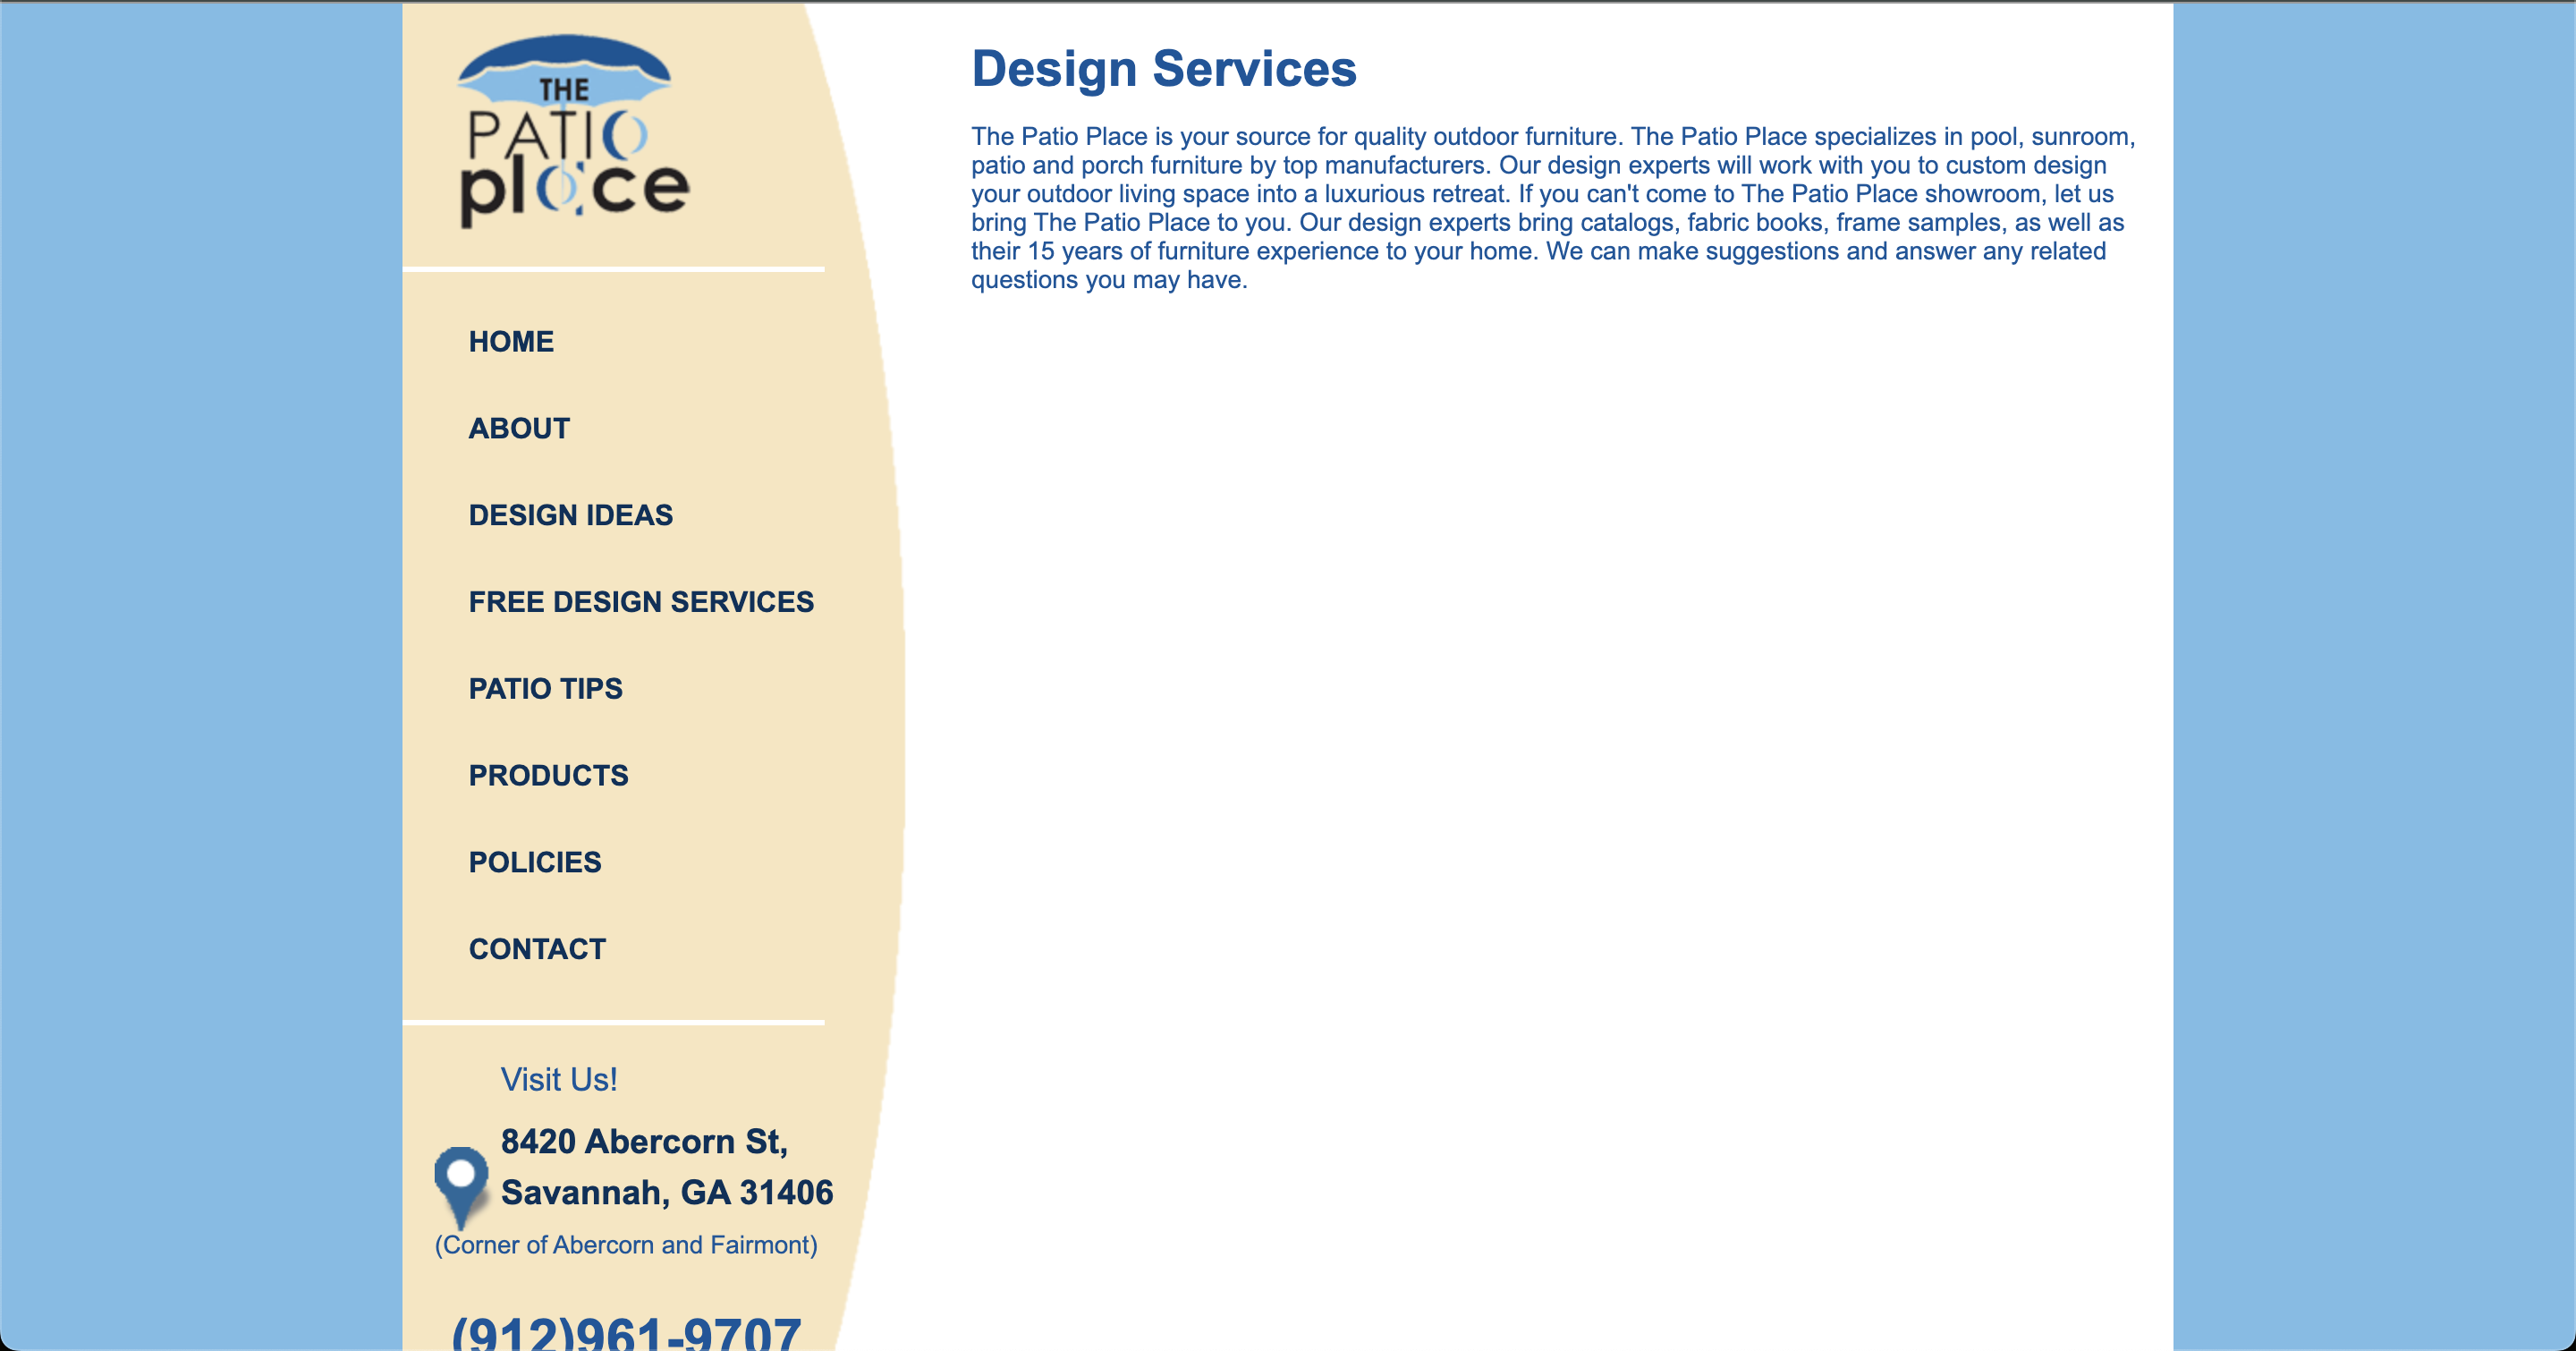 THE
PATIO
place
HOME
ABOUT
DESIGN IDEAS
FREE DESIGN SERVICES
PATIO TIPS
PRODUCTS
POLICIES
CONTACT
Visit Us!
8420 Abercorn St,
Savannah, GA 31406
(Corner of Abercorn and Fairmont)
(912)961-9707
Design Services
The Patio Place is your source for quality outdoor furniture. The Patio Place specializes in pool, sunroom,
patio and porch furniture by top manufacturers. Our design experts will work with you to custom design
your outdoor living space into a luxurious retreat. If you can't come to The Patio Place showroom, let us
bring The Patio Place to you. Our design experts bring catalogs, fabric books, frame samples, as well as
their 15 years of furniture experience to your home. We can make suggestions and answer any related
questions you may have.